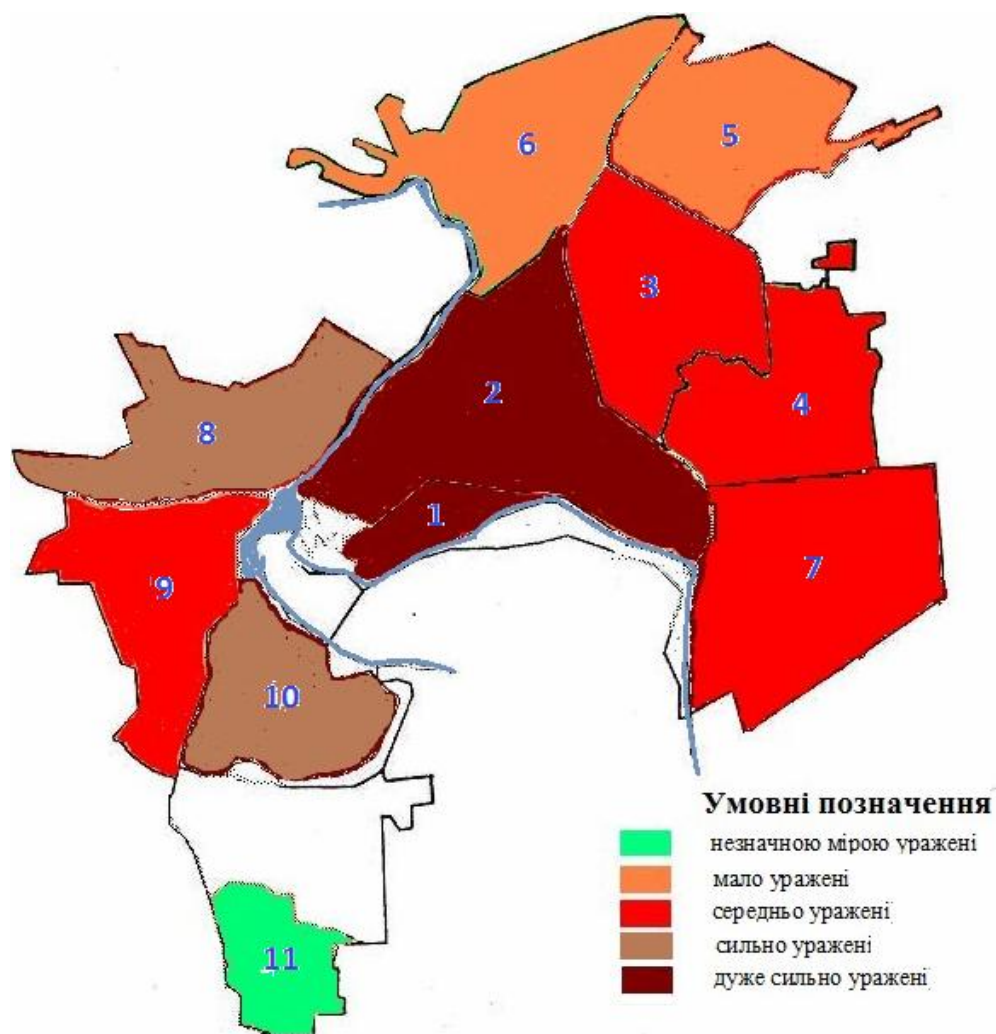 6
5
3
2
4
8
1
7
9
10
11
Умовні позначення
незначною мірою уражені
мало уражені
середньо уражені
сильно уражені
дуже сильно уражені